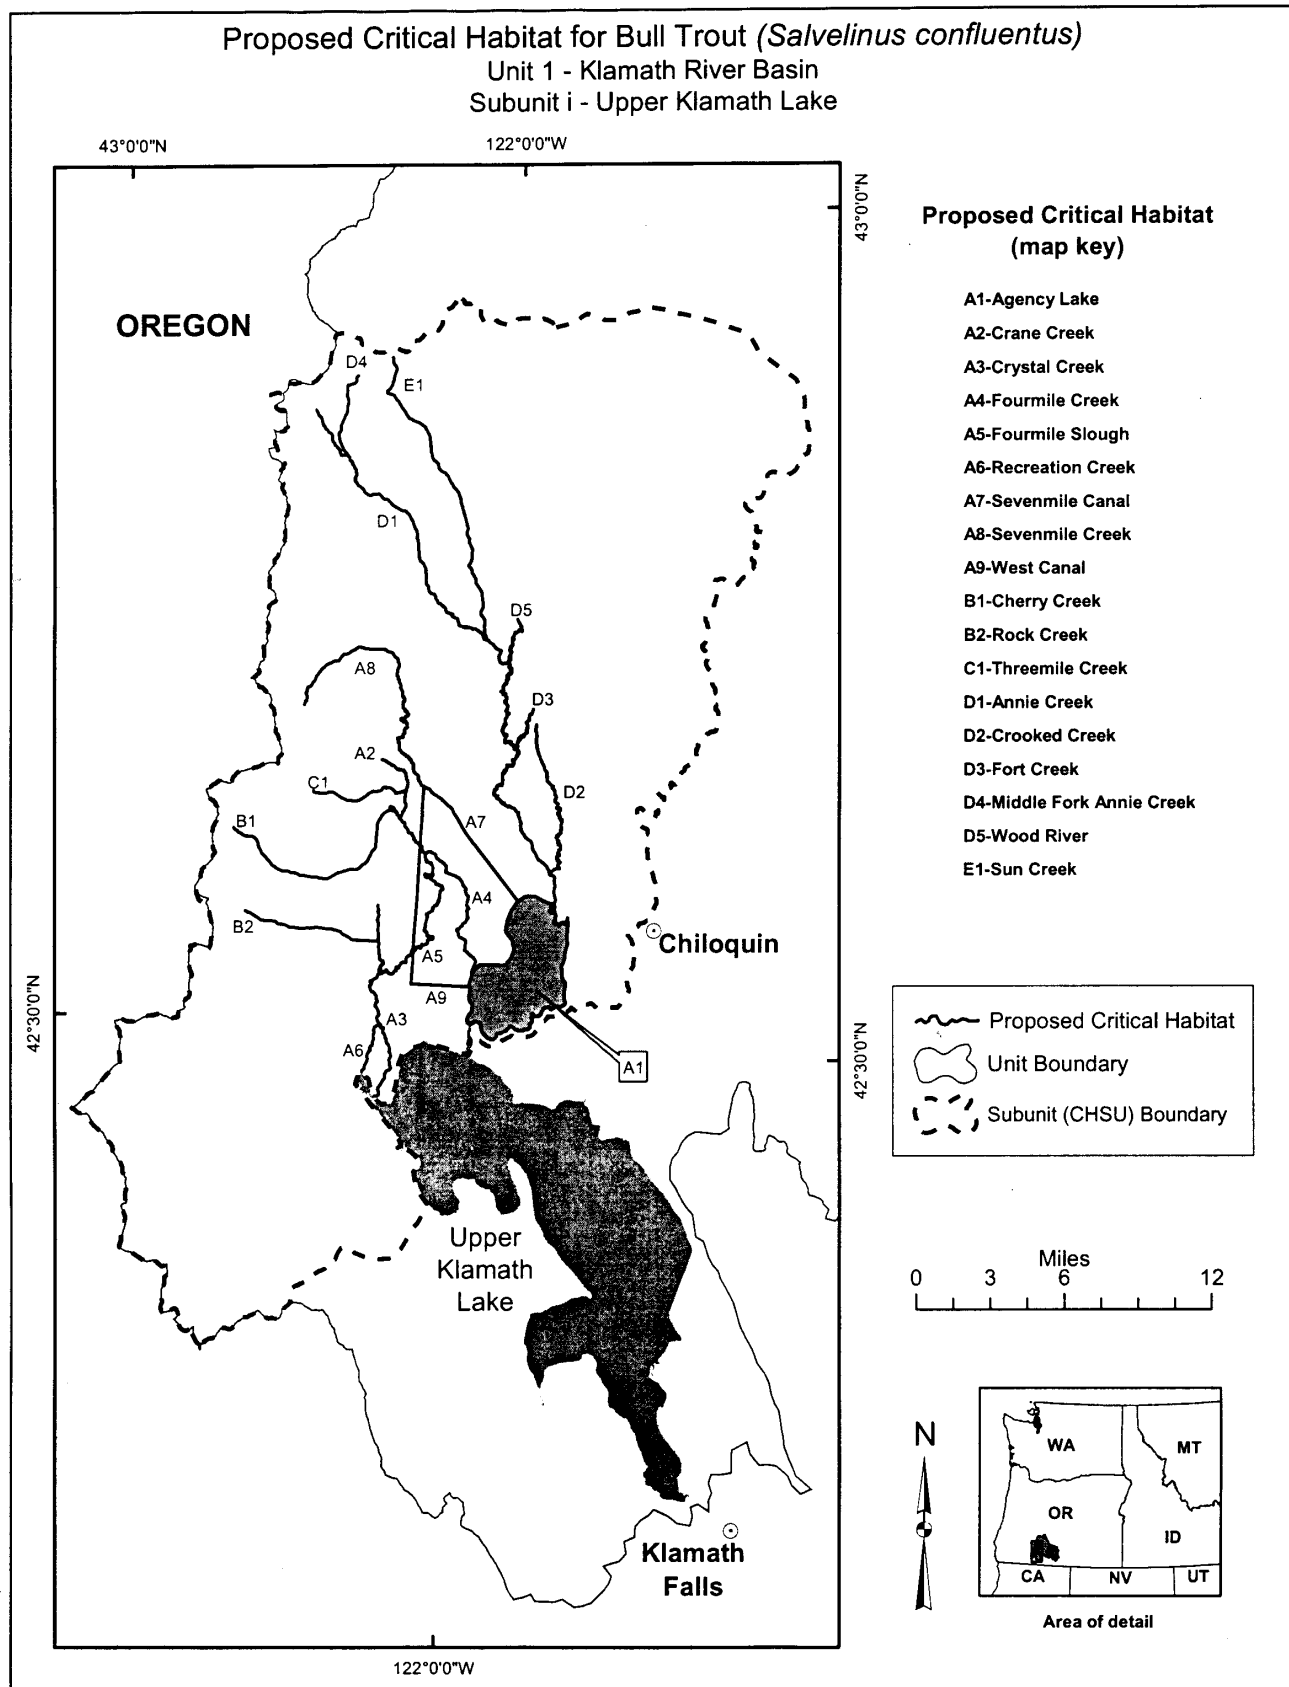 Proposed Critical Habitat for Bull Trout (Salvelinus confluentus)
Unit 1 - Klamath River Basin
Subunit i - Upper Klamath Lake
43°0'0"N
122°0'0"W
43°0'0"N
OREGON
D4
E1
D1
D5
A8
D3
A2
C1
D2
B1
A7
A4
B2
A5
Chiloquin
A9
42°30'0"N
A3
A6
A1
42°30'0"N
Upper
Klamath
Lake
Klamath
Falls
122°0'0"W
Proposed Critical Habitat
(map key)
A1-Agency Lake
A2-Crane Creek
A3-Crystal Creek
A4-Fourmile Creek
A5-Fourmile Slough
A6-Recreation Creek
A7-Sevenmile Canal
A8-Sevenmile Creek
A9-West Canal
B1-Cherry Creek
B2-Rock Creek
C1-Threemile Creek
D1-Annie Creek
D2-Crooked Creek
D3-Fort Creek
D4-Middle Fork Annie Creek
D5-Wood River
E1-Sun Creek
Proposed Critical Habitat
Unit Boundary
Subunit (CHSU) Boundary
Miles
0 3 6 12
N
WA
MT
OR
ID
CA
NV
UT
Area of detail